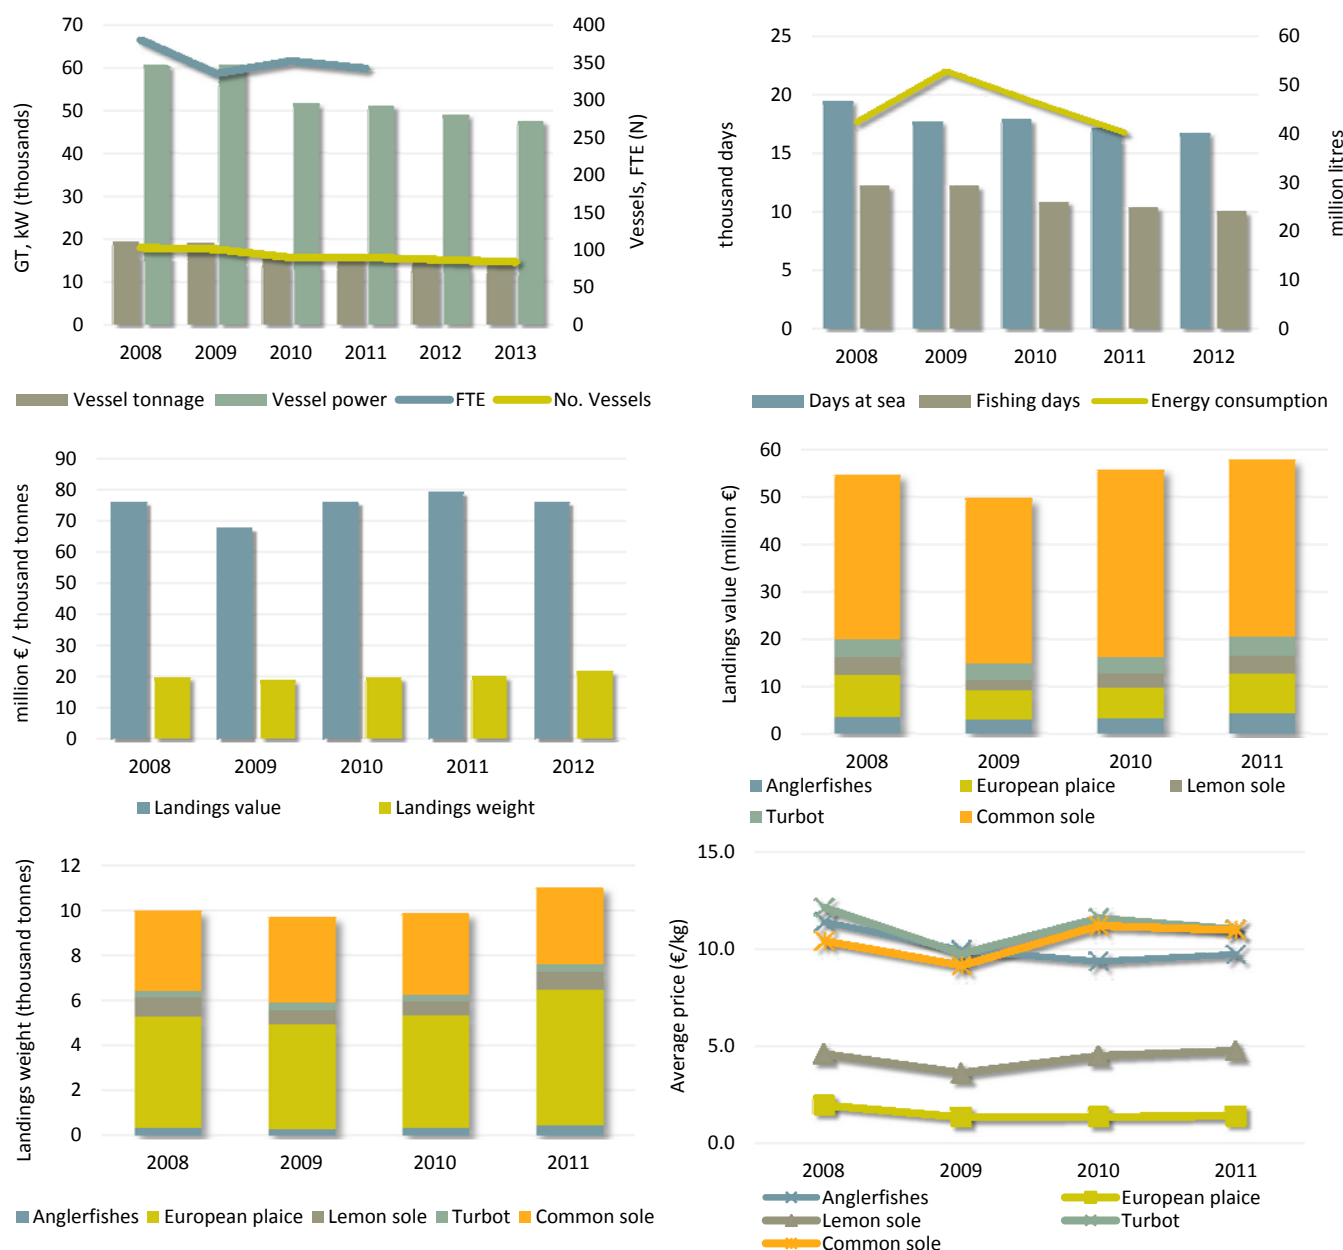 70
60
50
40
30
20
10
0
GT, kW (thousands)
400
350
300
250
200
150
100
50
0
Vessels, FTE (N)
2008 2009 2010 2011 2012 2013
Vessel tonnage Vessel power FTE No. Vessels
25
20
15
10
5
0
thousand days
60
50
40
30
20
10
0
million litres
2008 2009 2010 2011 2012
Days at sea Fishing days Energy consumption
90
80
70
60
50
40
30
20
10
0
million € / thousand tonnes
2008 2009 2010 2011 2012
Landings value Landings weight
60
50
40
30
20
10
0
Landings value (million €)
2008 2009 2010 2011
Anglerfishes European plaice Lemon sole
Turbot Common sole
12
10
8
6
4
2
0
Landings weight (thousand tonnes)
2008 2009 2010 2011
Anglerfishes European plaice Lemon sole Turbot Common sole
15.0
10.0
5.0
0.0
Average price (€/kg)
2008 2009 2010 2011
Anglerfishes European plaice
Lemon sole Turbot
Common sole